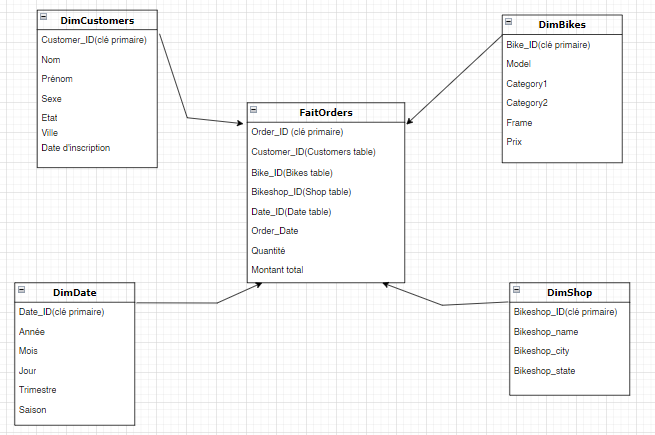 DimCustomers
Customer_ID(clé primaire)
Nom
Prénom
Sexe
Etat
Ville
Date d'inscription
DimBikes
Bike_ID(clé primaire)
Model
Category1
Category2
Frame
Prix
FaitOrders
Order_ID (clé primaire)
Customer_ID(Customers table)
Bike_ID(Bikes table)
Bikeshop_ID(Shop table)
Date_ID(Date table)
Order_Date
Quantité
Montant total
DimDate
Date_ID(clé primaire)
Année
Mois
Jour
Trimestre
Saison
DimShop
Bikeshop_ID(clé primaire)
Bikeshop_name
Bikeshop_city
Bikeshop_state